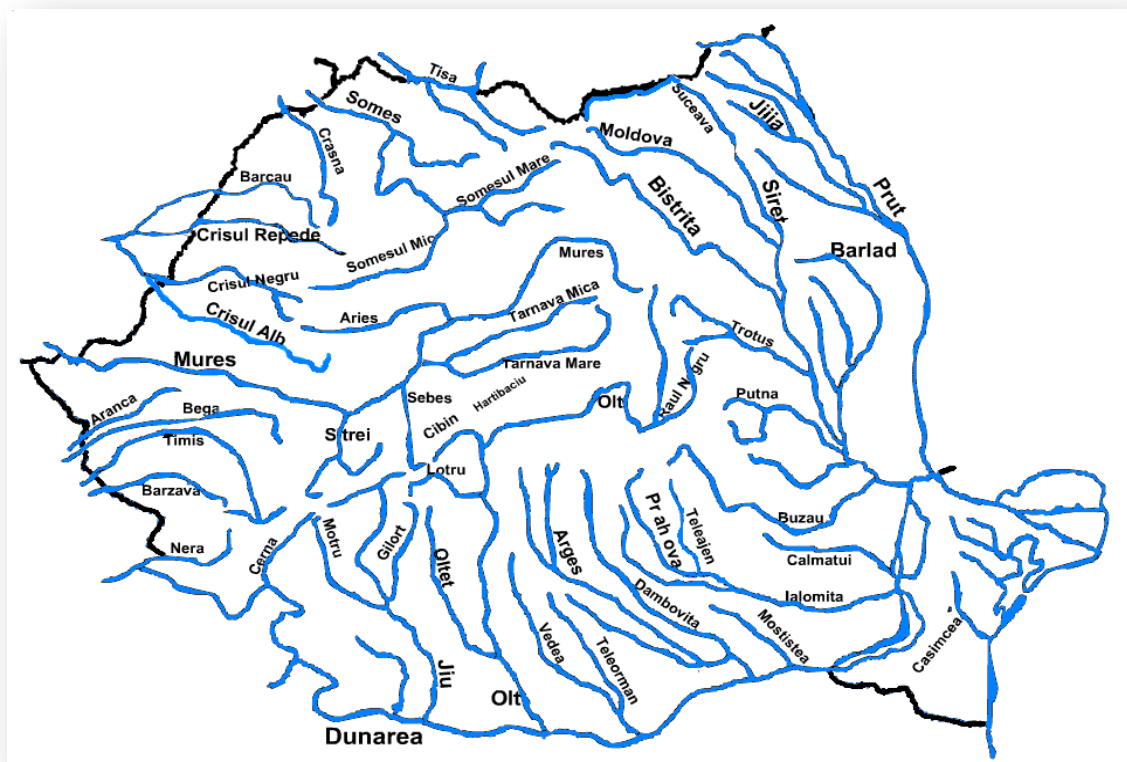 Tisa
Somes
Suceava
Jijia
Moldova
Crasna
Somesul Mare
Barcau
Bistrita
Siret
Prut
Crisul Repede
Somesul Mic
Mures
Barlad
Crisul Negru
Tarnava Mica
Crisul Alb
Aries
Trotus
Mures
Tarnava Mare
Raul Negru
Hartibaciu
Putna
Aranca
Bega
Sebes
Olt
Cibin
Timis
Sitrei
Lotru
Barzava
Prahova
Teleajen
Buzau
Motru
Gilort
Nera
Cerna
Oltet
Arges
Calmatui
Ialomita
Dambovita
Mostistea
Casimcea
Vedea
Teleorman
Jiu
Olt
Dunarea